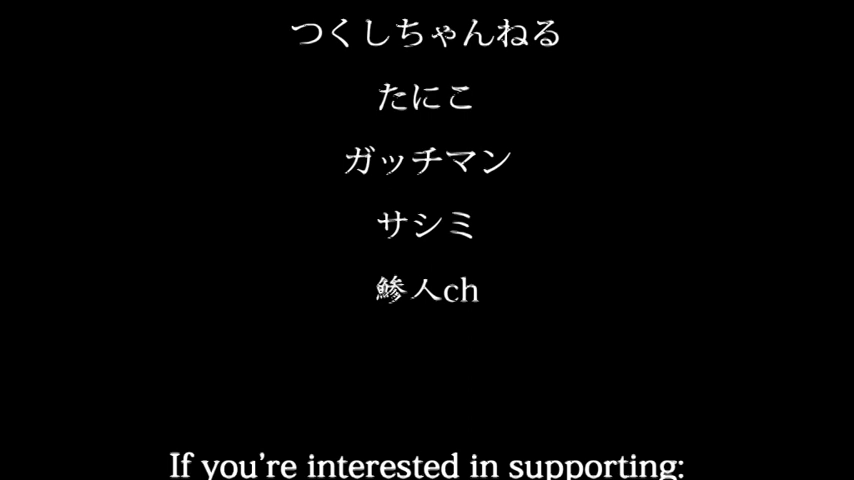 つくしちゃんねる
たにこ
ガッチマン
サシミ
鯵人ch
If you’re interested in supporting: